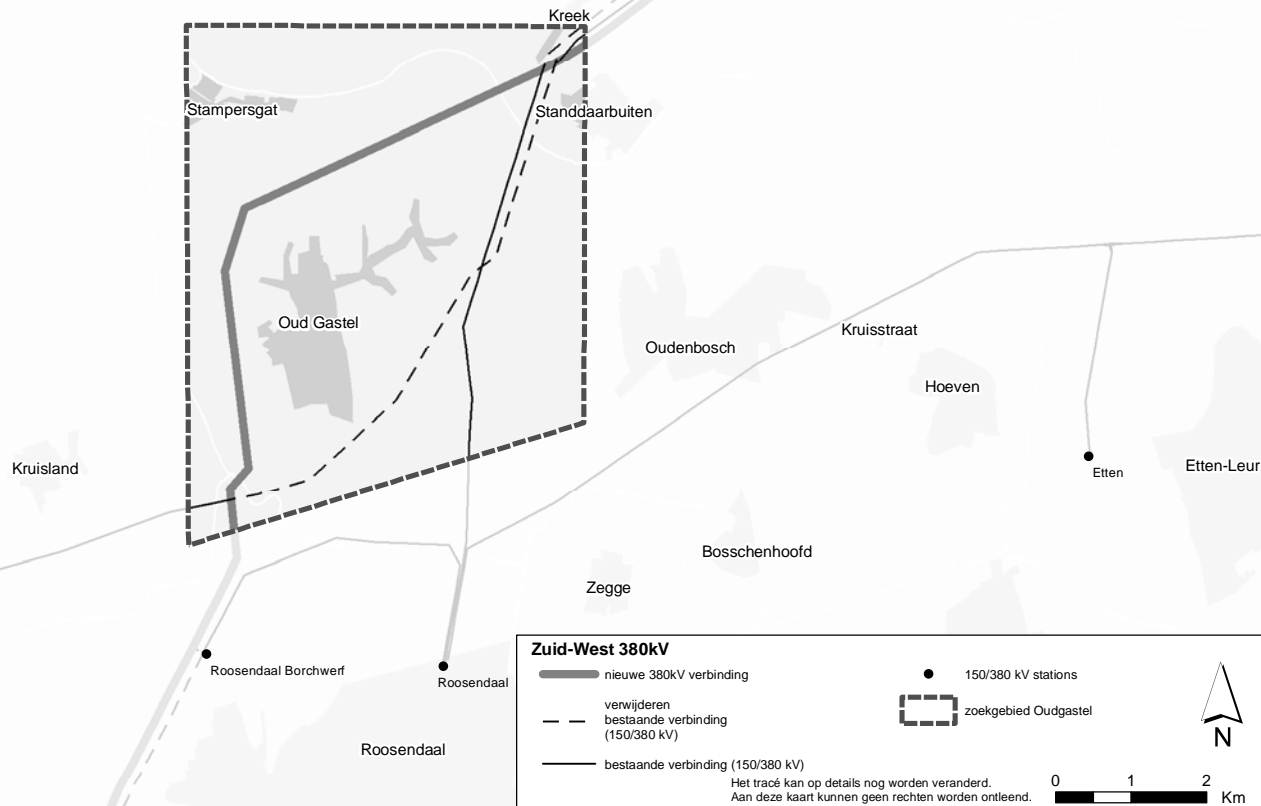 Kreek
Stampersgat
Standdaarbuiten
Oud Gastel
Kruisstraat
Oudenbosch
Hoeven
Kruisland
Etten-Leur
Etten
Bosschenhoofd
Zegge
Roosendaal Borchwerf
Roosendaal
Roosendaal
Zuid-West 380kV
nieuwe 380kV verbinding
verwijderen
bestaande verbinding
(150/380 kV)
bestaande verbinding (150/380 kV)
150/380 kV stations
zoekgebied Oudgastel
N
Het tracé kan op details nog worden veranderd.
Aan deze kaart kunnen geen rechten worden ontleend.
0 1 2
Km